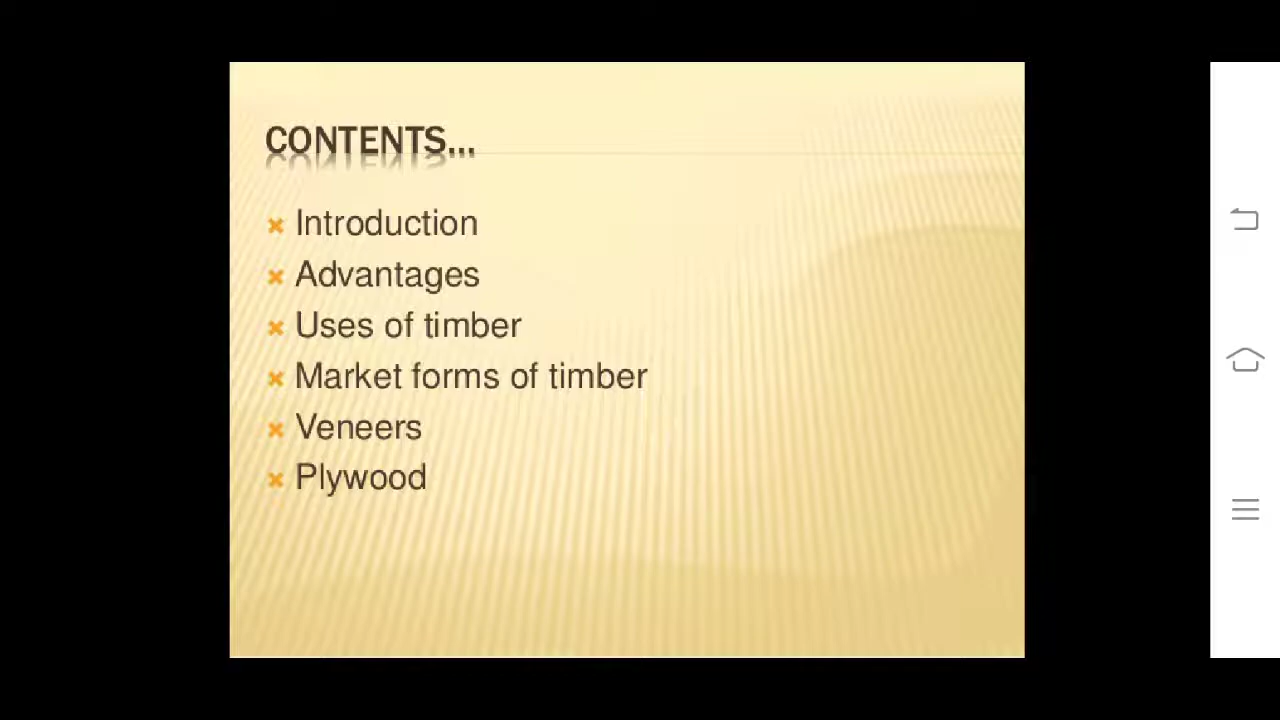 CONTENTS...
Introduction
Advantages
Uses of timber
Market forms of timber
Veneers
Plywood